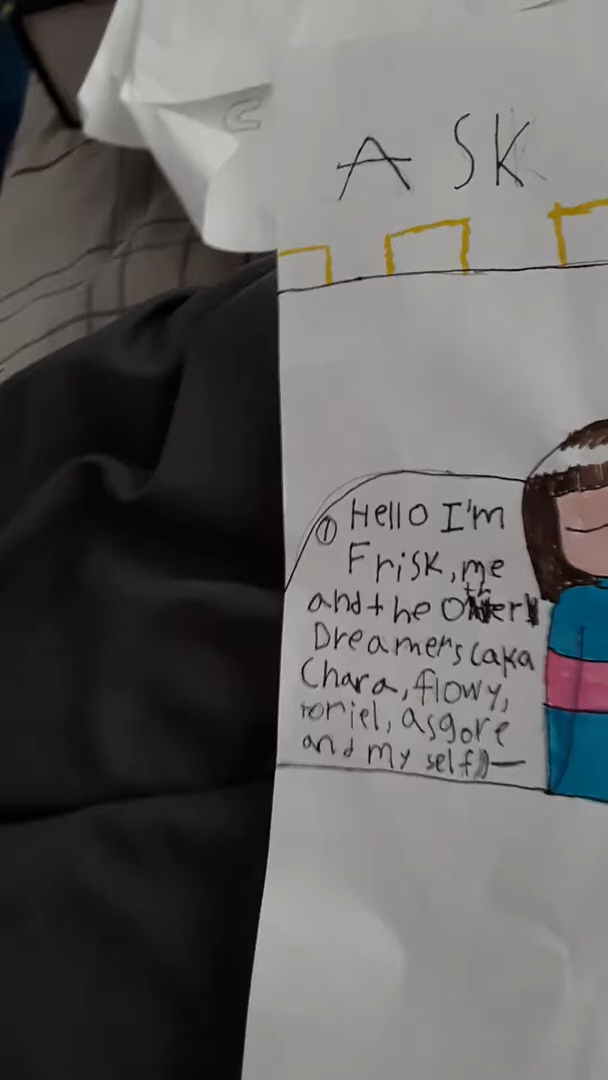 ASK
① Hello I'm
Frisk, me
and the other
Dreamers (aka
Chara, flowy,
toriel, asgore
and my self)—